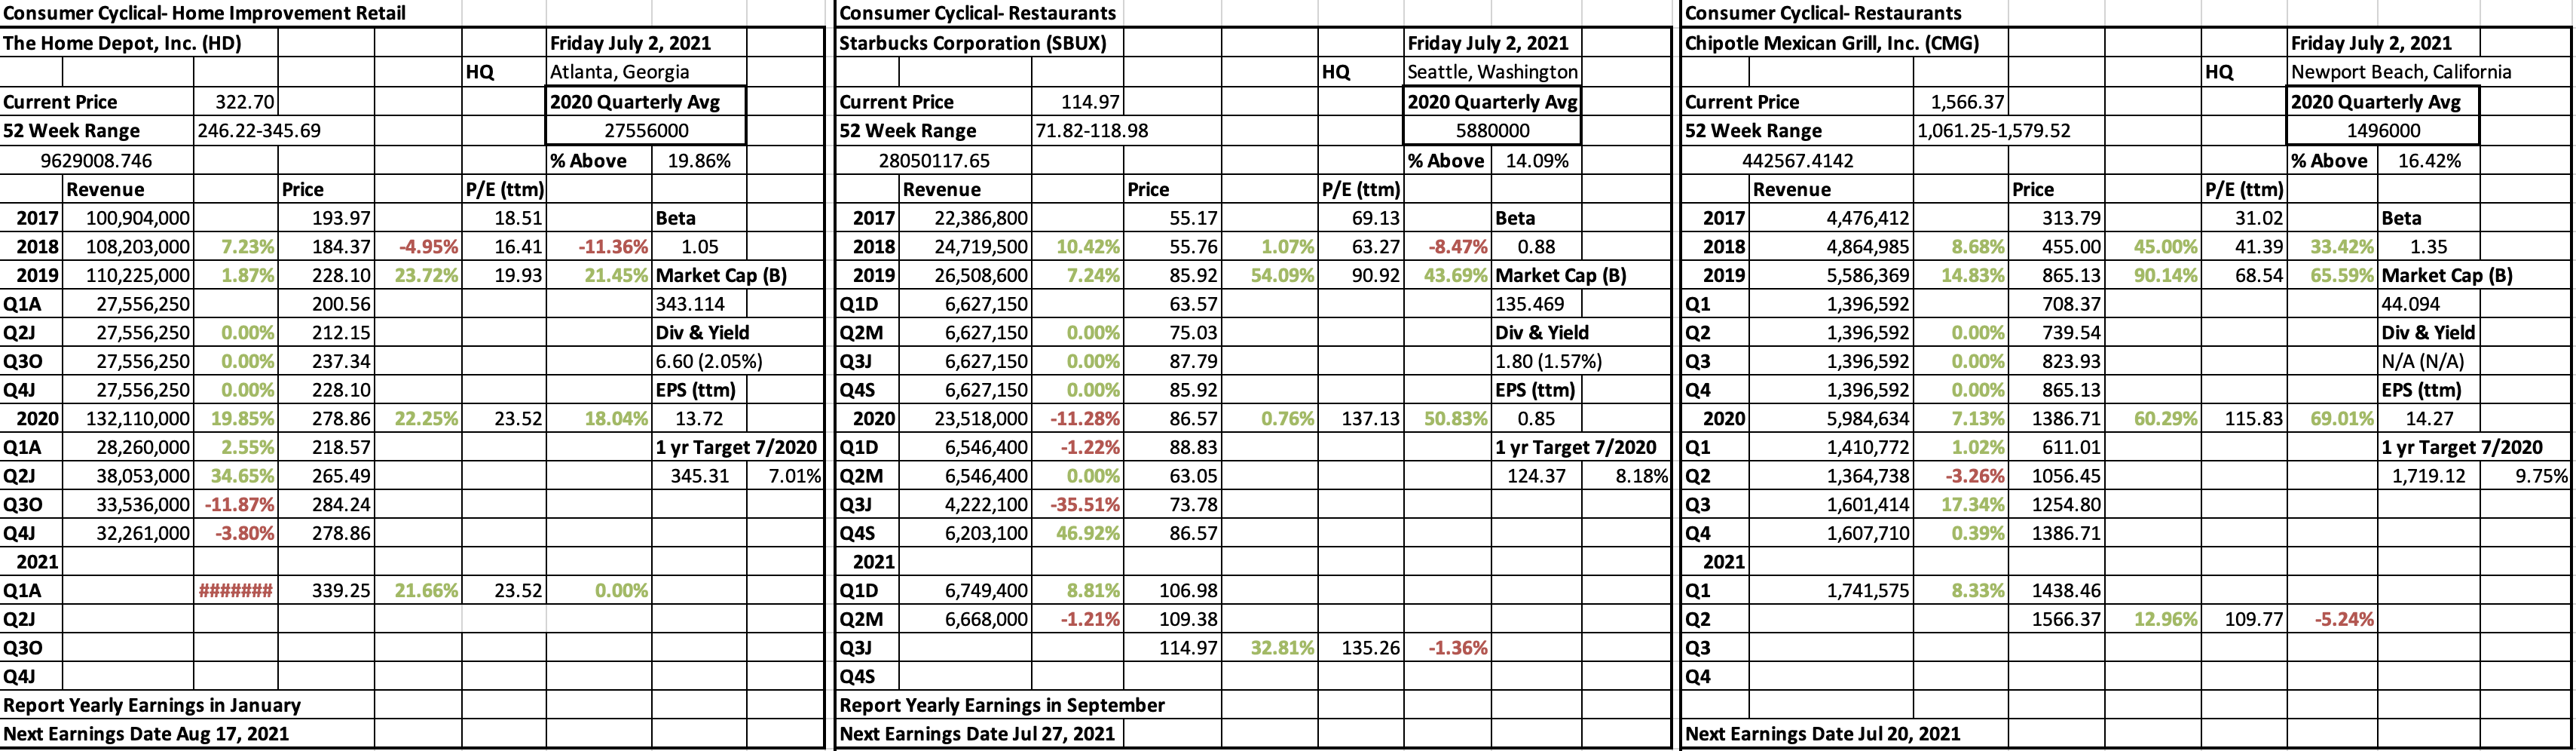 Consumer Cyclical- Home Improvement Retail
The Home Depot, Inc. (HD) Friday July 2, 2021
HQ Atlanta, Georgia
Current Price 322.70 2020 Quarterly Avg
52 Week Range 246.22-345.69 27556000
9629008.746 % Above 19.86%
Revenue Price P/E (ttm)
2017 100,904,000 193.97 18.51 Beta
2018 108,203,000 7.23% 184.37 -4.95% 16.41 -11.36% 1.05
2019 110,225,000 1.87% 228.10 23.72% 19.93 21.45% Market Cap (B)
Q1A 27,556,250 200.56 343.114
Q2J 27,556,250 0.00% 212.15 Div & Yield
Q3O 27,556,250 0.00% 237.34 6.60 (2.05%)
Q4J 27,556,250 0.00% 228.10 EPS (ttm)
2020 132,110,000 19.85% 278.86 22.25% 23.52 18.04% 13.72
Q1A 28,260,000 2.55% 218.57 1 yr Target 7/2020
Q2J 38,053,000 34.65% 265.49 345.31 7.01%
Q3O 33,536,000 -11.87% 284.24
Q4J 32,261,000 -3.80% 278.86
2021
Q1A ####### 339.25 21.66% 23.52 0.00%
Q2J
Q3O
Q4J
Report Yearly Earnings in January
Next Earnings Date Aug 17, 2021
Consumer Cyclical- Restaurants
Starbucks Corporation (SBUX) Friday July 2, 2021
HQ Seattle, Washington
Current Price 114.97 2020 Quarterly Avg
52 Week Range 71.82-118.98 5880000
28050117.65 % Above 14.09%
Revenue Price P/E (ttm)
2017 22,386,800 55.17 69.13 Beta
2018 24,719,500 10.42% 55.76 1.07% 63.27 -8.47% 0.88
2019 26,508,600 7.24% 85.92 54.09% 90.92 43.69% Market Cap (B)
Q1D 6,627,150 63.57 135.469
Q2M 6,627,150 0.00% 75.03 Div & Yield
Q3J 6,627,150 0.00% 87.79 1.80 (1.57%)
Q4S 6,627,150 0.00% 85.92 EPS (ttm)
2020 23,518,000 -11.28% 86.57 0.76% 137.13 50.83% 0.85
Q1D 6,546,400 -1.22% 88.83 1 yr Target 7/2020
Q2M 6,546,400 0.00% 63.05 124.37 8.18%
Q3J 4,222,100 -35.51% 73.78
Q4S 6,203,100 46.92% 86.57
2021
Q1D 6,749,400 8.81% 106.98
Q2M 6,668,000 -1.21% 109.38
Q3J 114.97 32.81% 135.26 -1.36%
Q4S
Report Yearly Earnings in September
Next Earnings Date Jul 27, 2021
Consumer Cyclical- Restaurants
Chipotle Mexican Grill, Inc. (CMG) Friday July 2, 2021
HQ Newport Beach, California
Current Price 1,566.37 2020 Quarterly Avg
52 Week Range 1,061.25-1,579.52 1496000
442567.4142 % Above 16.42%
Revenue Price P/E (ttm)
2017 4,476,412 313.79 31.02 Beta
2018 4,864,985 8.68% 455.00 45.00% 41.39 33.42% 1.35
2019 5,586,369 14.83% 865.13 90.14% 68.54 65.59% Market Cap (B)
Q1 1,396,592 708.37 44.094
Q2 1,396,592 0.00% 739.54 Div & Yield
Q3 1,396,592 0.00% 823.93 N/A (N/A)
Q4 1,396,592 0.00% 865.13 EPS (ttm)
2020 5,984,634 7.13% 1386.71 60.29% 115.83 69.01% 14.27
Q1 1,410,772 1.02% 611.01 1 yr Target 7/2020
Q2 1,364,738 -3.26% 1056.45 1,719.12 9.75%
Q3 1,601,414 17.34% 1254.80
Q4 1,607,710 0.39% 1386.71
2021
Q1 1,741,575 8.33% 1438.46
Q2 1566.37 12.96% 109.77 -5.24%
Q3
Q4
Next Earnings Date Jul 20, 2021